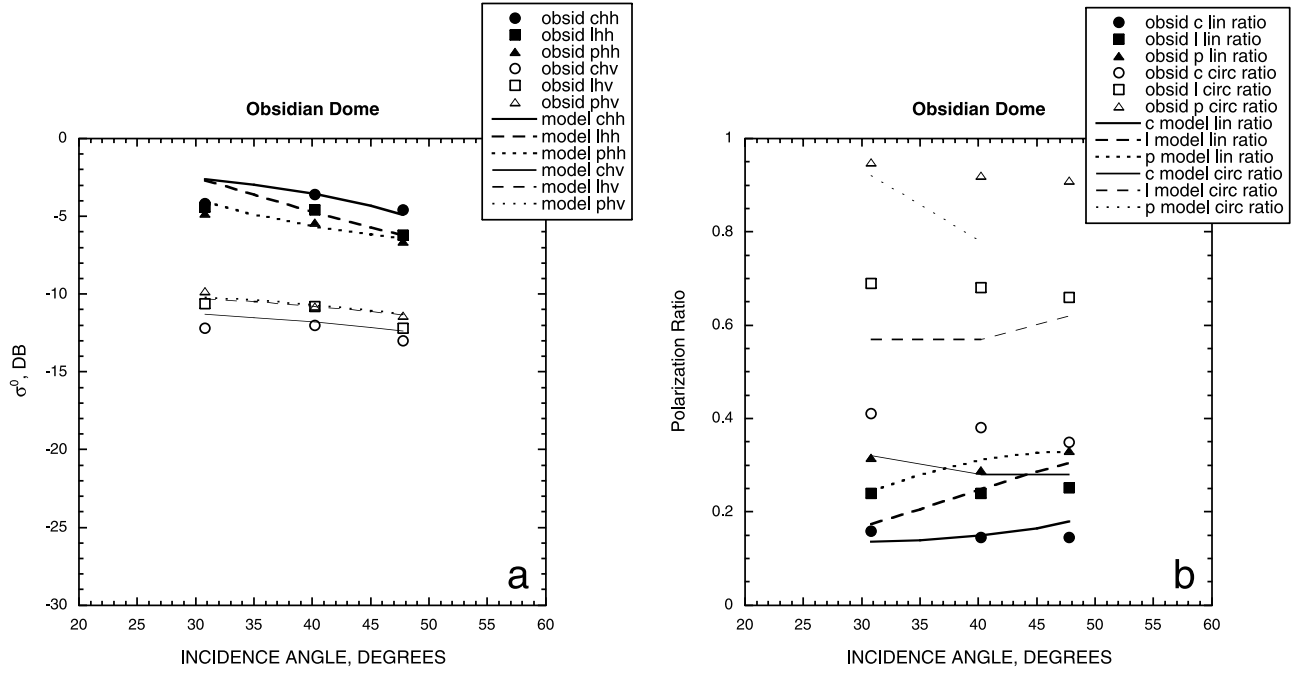 obsid chh
obsid lhh
obsid phh
obsid chv
obsid lhv
obsid phv
model chh
model lhh
model phh
model chv
model lhv
model phv
Obsidian Dome
0
-5
-10
-15
-20
-25
-30
σ⁰, DB
a
20 25 30 35 40 45 50 55 60
INCIDENCE ANGLE, DEGREES
obsid c lin ratio
obsid l lin ratio
obsid p lin ratio
obsid c circ ratio
obsid l circ ratio
obsid p circ ratio
c model lin ratio
l model lin ratio
p model lin ratio
c model circ ratio
l model circ ratio
p model circ ratio
Obsidian Dome
1
0.8
0.6
0.4
0.2
0
Polarization Ratio
b
20 25 30 35 40 45 50 55 60
INCIDENCE ANGLE, DEGREES